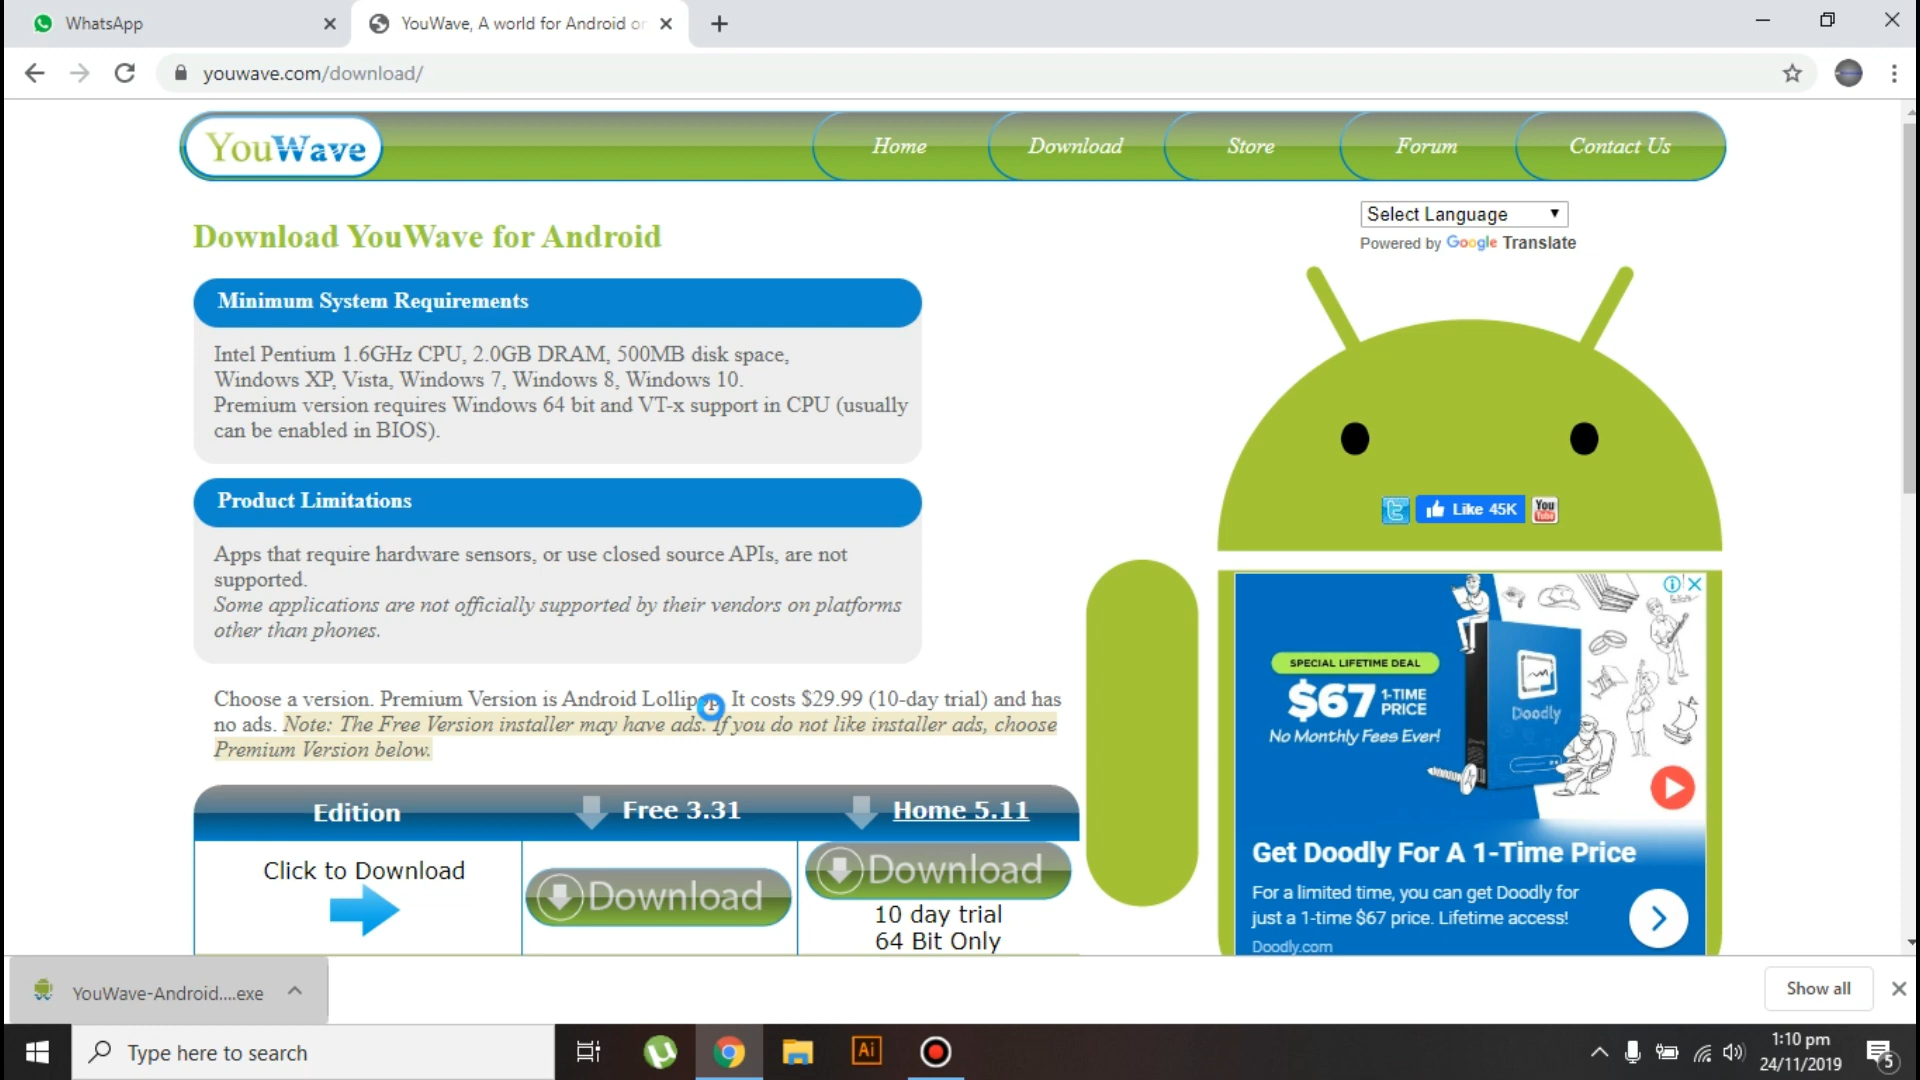 WhatsApp
YouWave, A world for Android or
youwave.com/download/
YouWave
Home
Download
Store
Forum
Contact Us
Select Language
Powered by Google Translate
Download YouWave for Android
Minimum System Requirements
Intel Pentium 1.6GHz CPU, 2.0GB DRAM, 500MB disk space,
Windows XP, Vista, Windows 7, Windows 8, Windows 10.
Premium version requires Windows 64 bit and VT-x support in CPU (usually
can be enabled in BIOS).
Product Limitations
Apps that require hardware sensors, or use closed source APIs, are not
supported.
Some applications are not officially supported by their vendors on platforms
other than phones.
Like 45K
You
Tube
Choose a version. Premium Version is Android Lollipop. It costs $29.99 (10-day trial) and has
no ads. Note: The Free Version installer may have ads. If you do not like installer ads, choose
Premium Version below.
Edition
Free 3.31
Home 5.11
Click to Download
Download
Download
10 day trial
64 Bit Only
SPECIAL LIFETIME DEAL
$67 1-TIME
PRICE
No Monthly Fees Ever!
Doodly
Get Doodly For A 1-Time Price
For a limited time, you can get Doodly for
just a 1-time $67 price. Lifetime access!
Doodly.com
YouWave-Android....exe
Show all
Type here to search
Ai
1:10 pm
24/11/2019
5